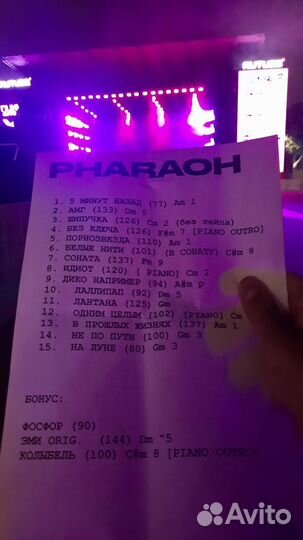 PHARAOH
1. 5 МИНУТ НАЗАД (77) Am 1
2. АМГ (133) Dm 5
3. ШИПУЧКА (126) Cm 2 (без тейпа)
4. БЕЗ КЛЮЧА (126) F#m 7 [PIANO OUTRO]
5. ПОРНОЗВЕЗДА (110) Am 1
6. БЕЛЫЕ НИТИ (101) (В СОНАТУ) C#m 8
7. СОНАТА (137) Fm 9
8. ИДИОТ (120) [ PIANO] Cm 2
9. ДИКО НАПРИМЕР (94) A#m p
10. ЛАЛЛИПАП (92) Dm 5
11. ЛАНТАНА (125) Gm
12. ОДНИМ ЦЕЛЫМ (102) [PIANO] Cm
13. В ПРОШЛЫХ ЖИЗНЯХ (137) Am 1
14. НЕ ПО ПУТИ (100) Gm 3
15. НА ЛУНЕ (80) Gm 3
БОНУС:
ФОСФОР (90)
ЭМИ ORIG. (144) Dm "5
КОЛЫБЕЛЬ (100) C#m 8 [PIANO OUTRO]
Avito